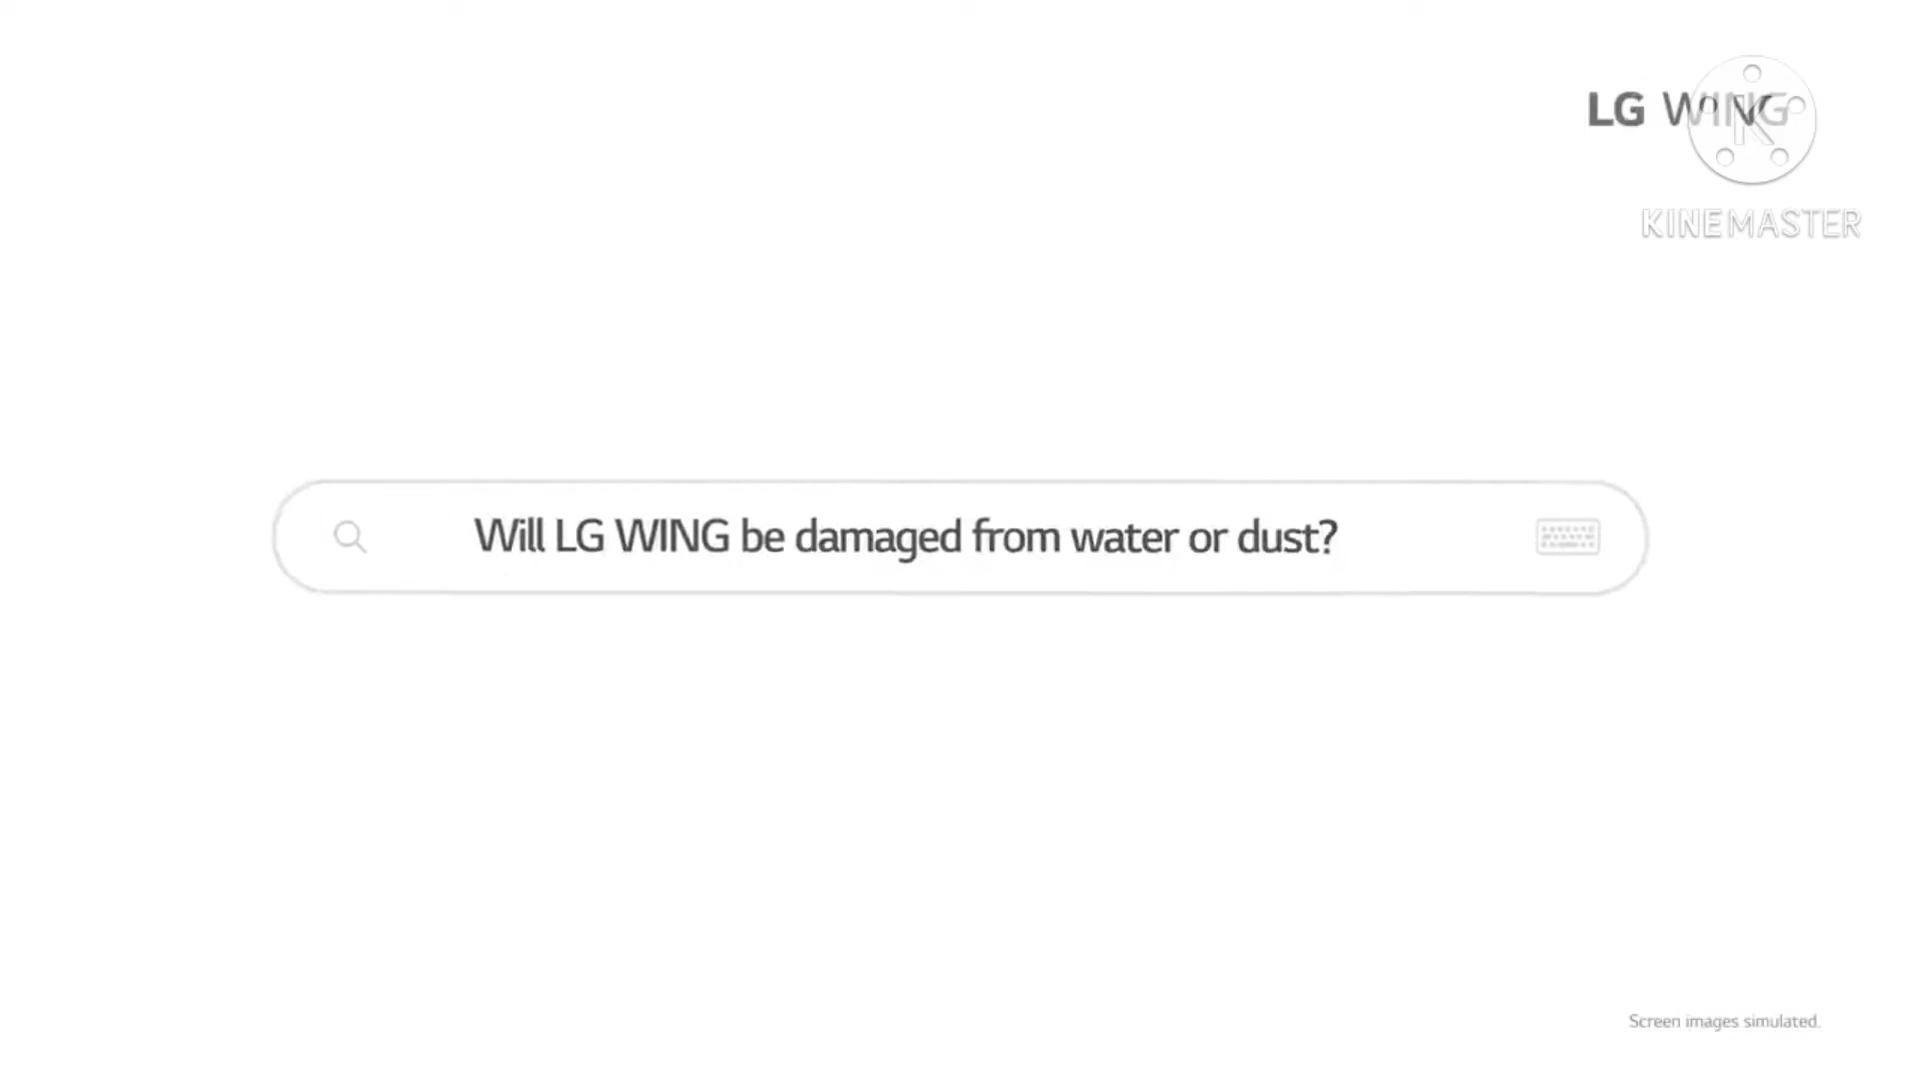 LG WING
KINEMASTER
Will LG WING be damaged from water or dust?
Screen images simulated.